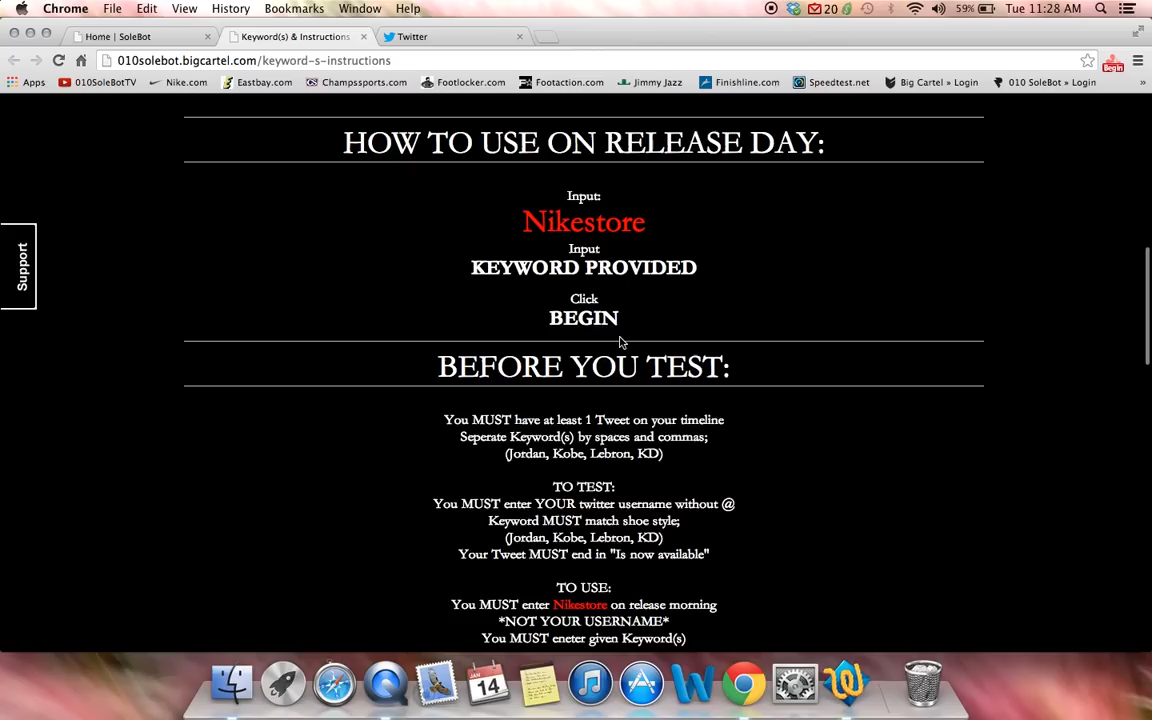 Chrome File Edit View History Bookmarks Window Help 20 59% Tue 11:28 AM
Home | SoleBot Keyword(s) & Instructions Twitter
010solebot.bigcartel.com/keyword-s-instructions Begin
Apps 010SoleBotTV Nike.com Eastbay.com Champssports.com Footlocker.com Footaction.com Jimmy Jazz Finishline.com Speedtest.net Big Cartel » Login 010 SoleBot » Login »
HOW TO USE ON RELEASE DAY:
Input:
Nikestore
Input
KEYWORD PROVIDED
Click
BEGIN
Support
BEFORE YOU TEST:
You MUST have at least 1 Tweet on your timeline
Seperate Keyword(s) by spaces and commas;
(Jordan, Kobe, Lebron, KD)
TO TEST:
You MUST enter YOUR twitter username without @
Keyword MUST match shoe style;
(Jordan, Kobe, Lebron, KD)
Your Tweet MUST end in "Is now available"
TO USE:
You MUST enter Nikestore on release morning
*NOT YOUR USERNAME*
You MUST eneter given Keyword(s)
JAN
14